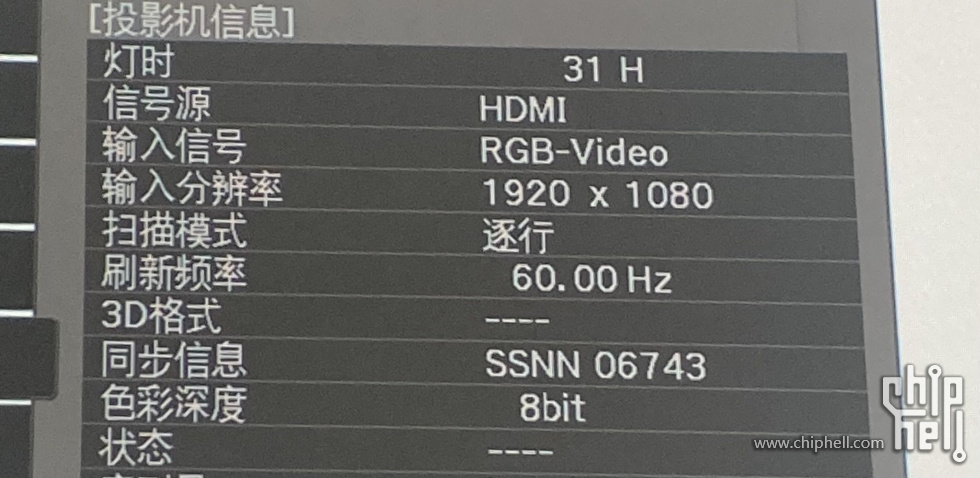 [投影机信息]
灯时 31 H
信号源 HDMI
输入信号 RGB-Video
输入分辨率 1920 x 1080
扫描模式 逐行
刷新频率 60.00 Hz
3D格式 ----
同步信息 SSNN 06743
色彩深度 8bit
状态 ----
www.chiphell.com
chip
hell